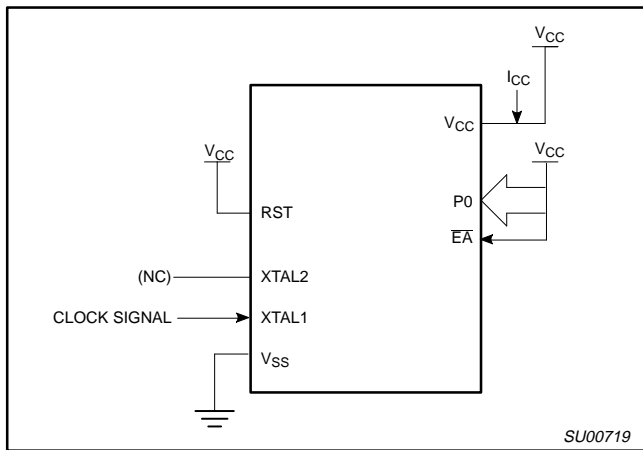 VCC
ICC
VCC
VCC
VCC
P0
RST
EA
(NC)
XTAL2
CLOCK SIGNAL
XTAL1
VSS
SU00719